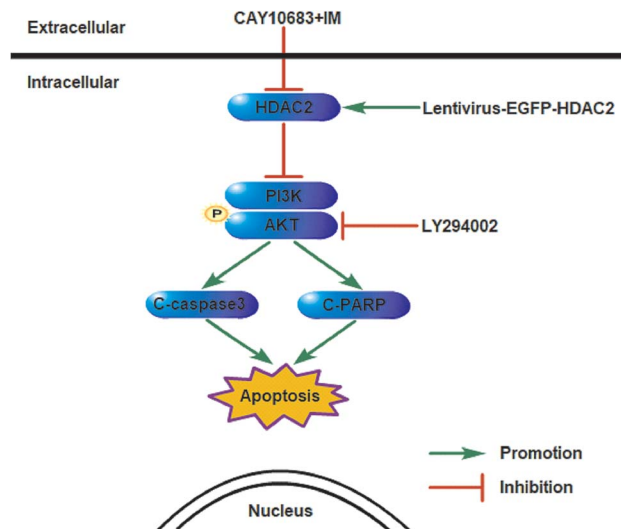 CAY10683+IM
Extracellular
Intracellular
HDAC2
Lentivirus-EGFP-HDAC2
PI3K
P
AKT
LY294002
C-caspase3
C-PARP
Apoptosis
Promotion
Inhibition
Nucleus